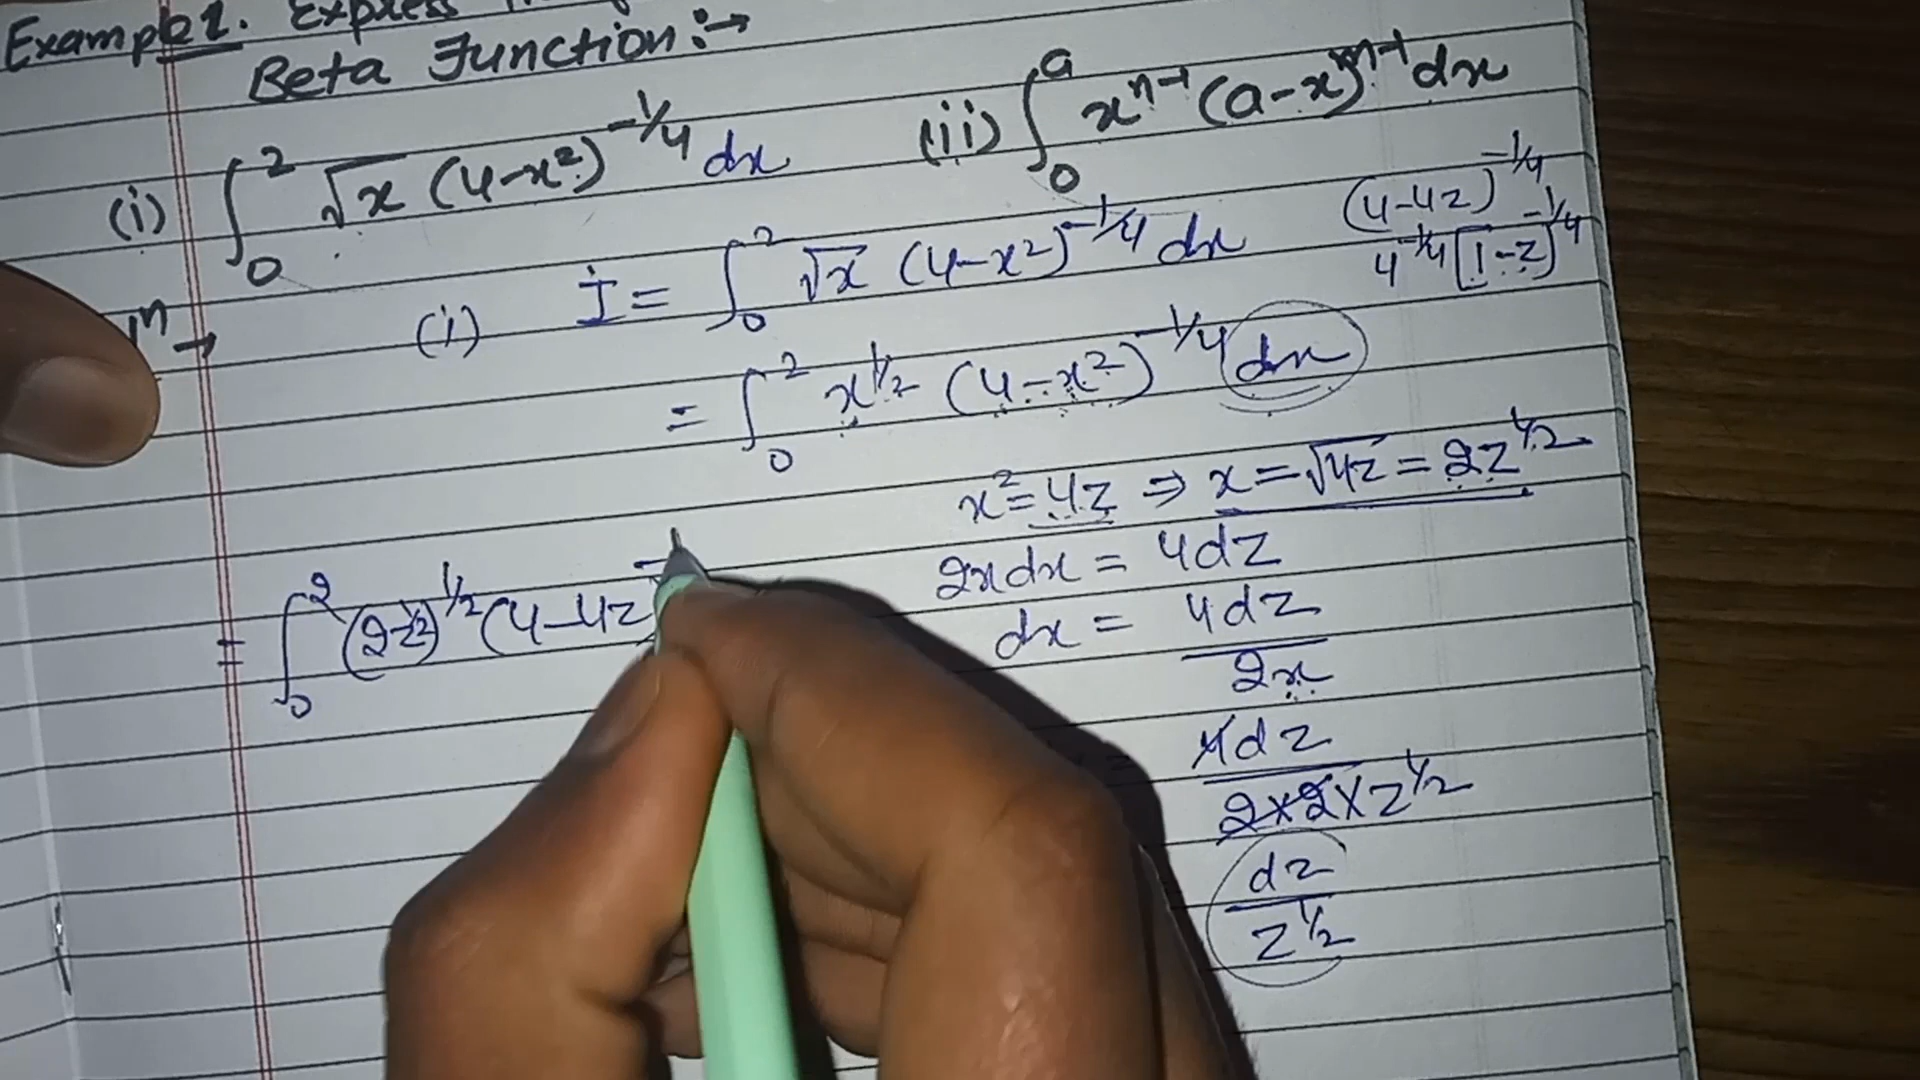 Example 1. Express
Beta Function:→
(i) ∫₀² √x (4-x²)^{-1/4} dx (ii) ∫₀^a x^{n-1} (a-x)^{m-1} dx
(4-4z)^{-1/4}
4^{-1/4} [1-z]^{-1/4}
→ (i) I = ∫₀² √x (4-x²)^{-1/4} dx
= ∫₀² x^{1/2} (4-x²)^{-1/4} dx
x² = 4z ⇒ x = √4z = 2z^{1/2}
2x dx = 4dz
dx = 4dz / 2x
= ∫₀² (2z^{1/2})^{1/2} (4-4z
4dz / 2×2×z^{1/2}
dz / z^{1/2}